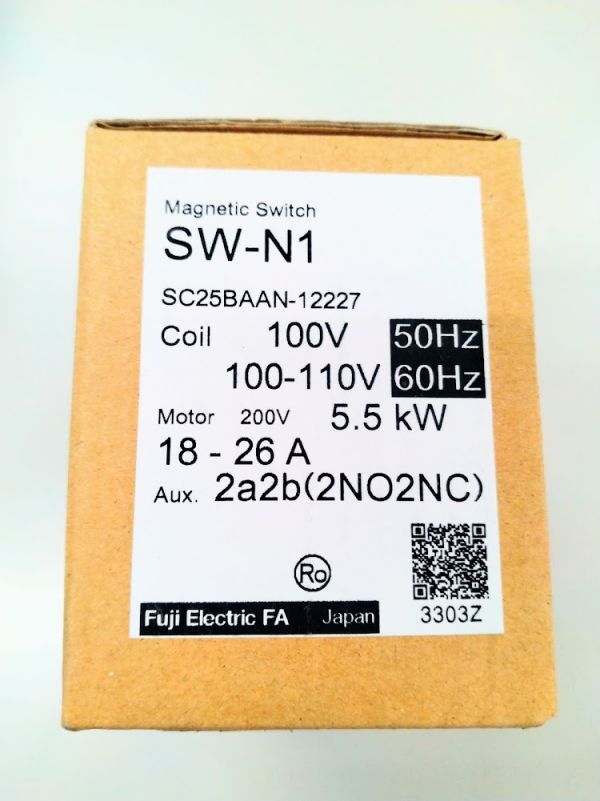 Magnetic Switch
SW-N1
SC25BAAN-12227
Coil 100V 50Hz
100-110V 60Hz
Motor 200V 5.5 kW
18 - 26 A
Aux. 2a2b(2NO2NC)
Ro
Fuji Electric FA Japan
3303Z